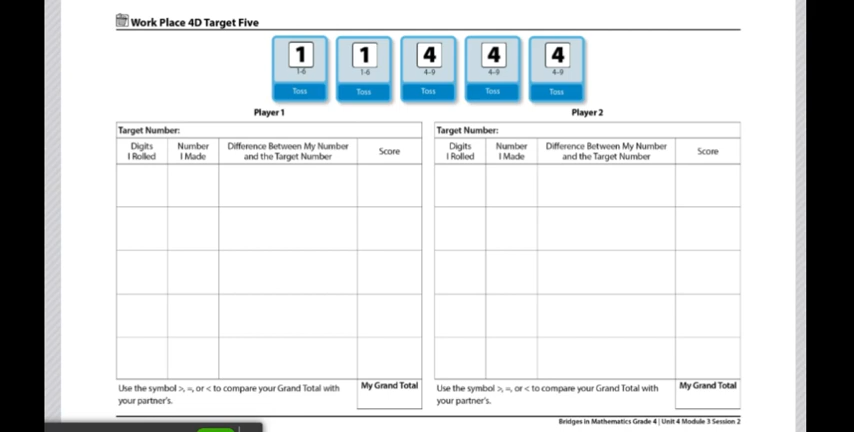 Work Place 4D Target Five
1 1 4 4 4
1-6 1-6 4-9 4-9 4-9
Toss Toss Toss Toss Toss
Player 1
Target Number:
Digits I Rolled
Number I Made
Difference Between My Number and the Target Number
Score
Use the symbol >, =, or < to compare your Grand Total with your partner's.
My Grand Total
Player 2
Target Number:
Digits I Rolled
Number I Made
Difference Between My Number and the Target Number
Score
Use the symbol >, =, or < to compare your Grand Total with your partner's.
My Grand Total
Bridges in Mathematics Grade 4 | Unit 4 Module 3 Session 2